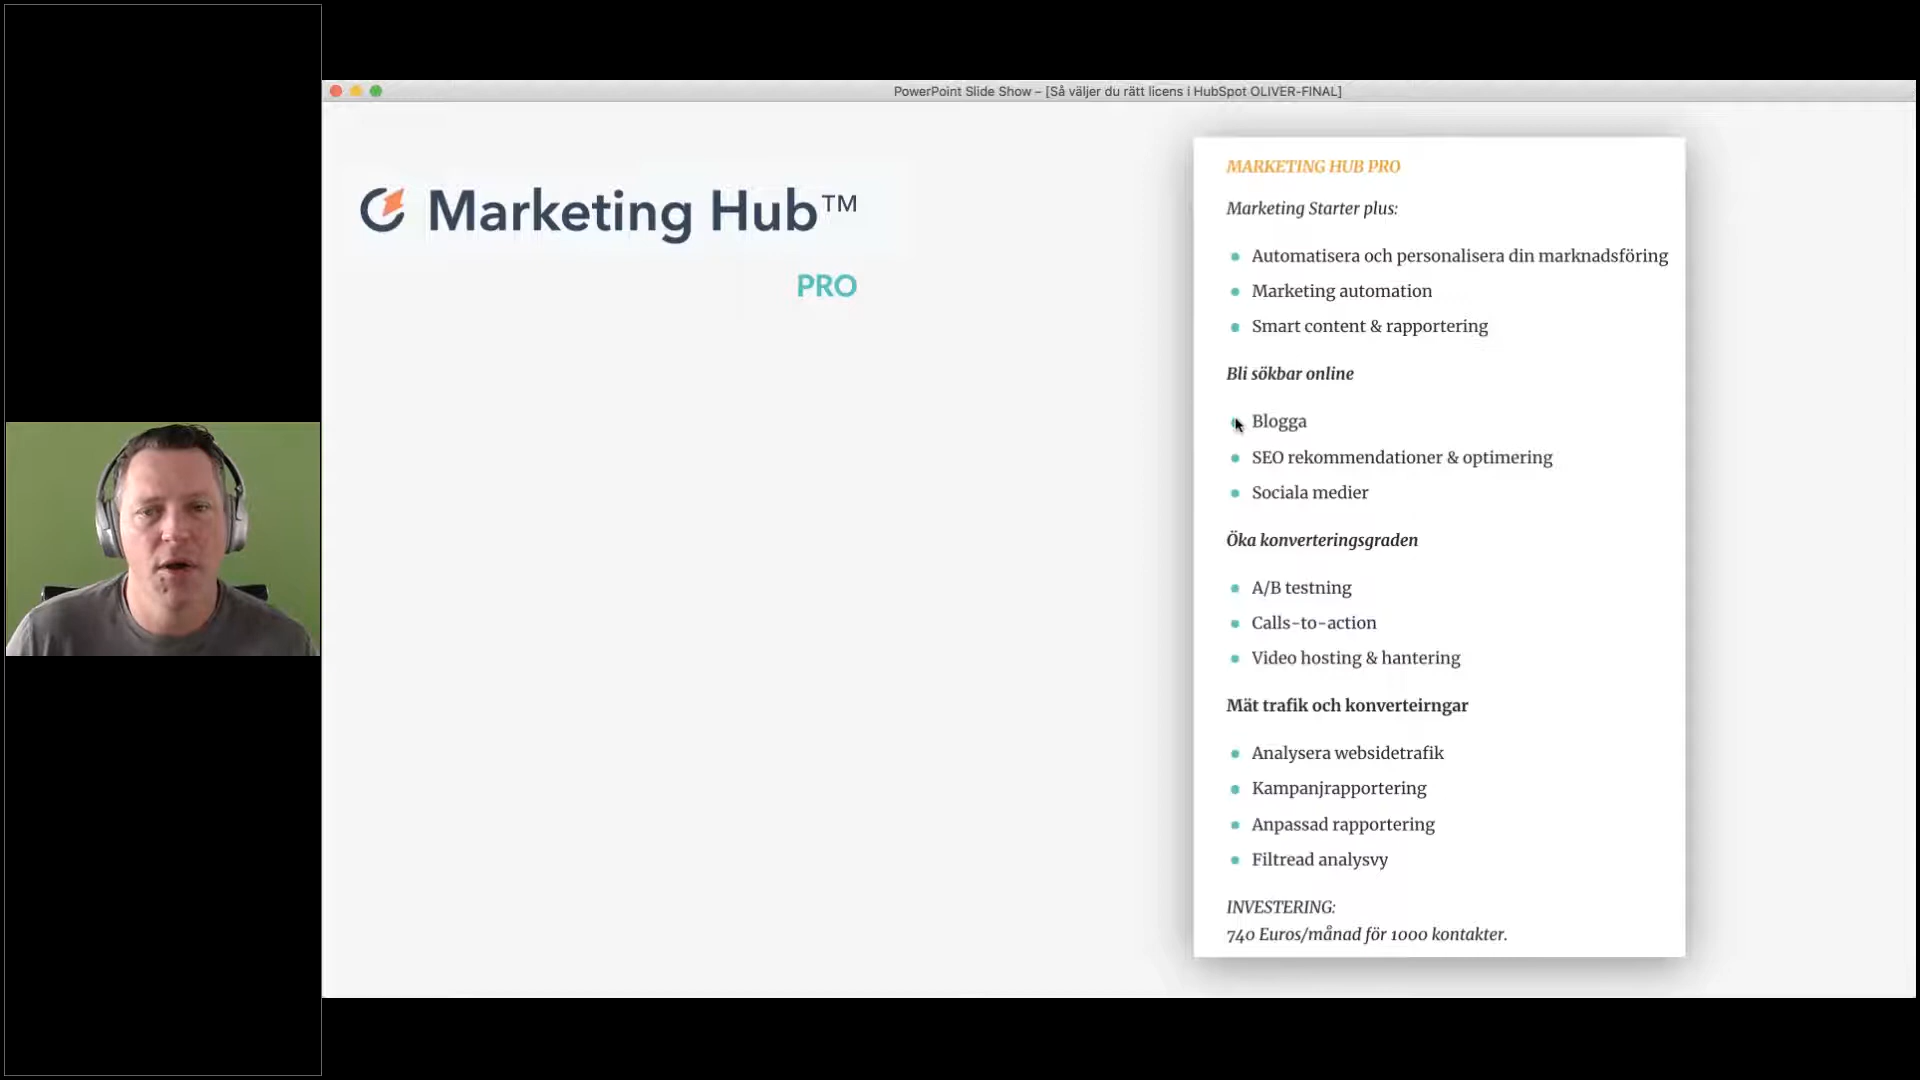 PowerPoint Slide Show – [Så väljer du rätt licens i HubSpot OLIVER-FINAL]
Marketing Hub™
PRO
MARKETING HUB PRO
Marketing Starter plus:
Automatisera och personalisera din marknadsföring
Marketing automation
Smart content & rapportering
Bli sökbar online
Blogga
SEO rekommendationer & optimering
Sociala medier
Öka konverteringsgraden
A/B testning
Calls-to-action
Video hosting & hantering
Mät trafik och konverteirngar
Analysera websidetrafik
Kampanjrapportering
Anpassad rapportering
Filtread analysvy
INVESTERING:
740 Euros/månad för 1000 kontakter.